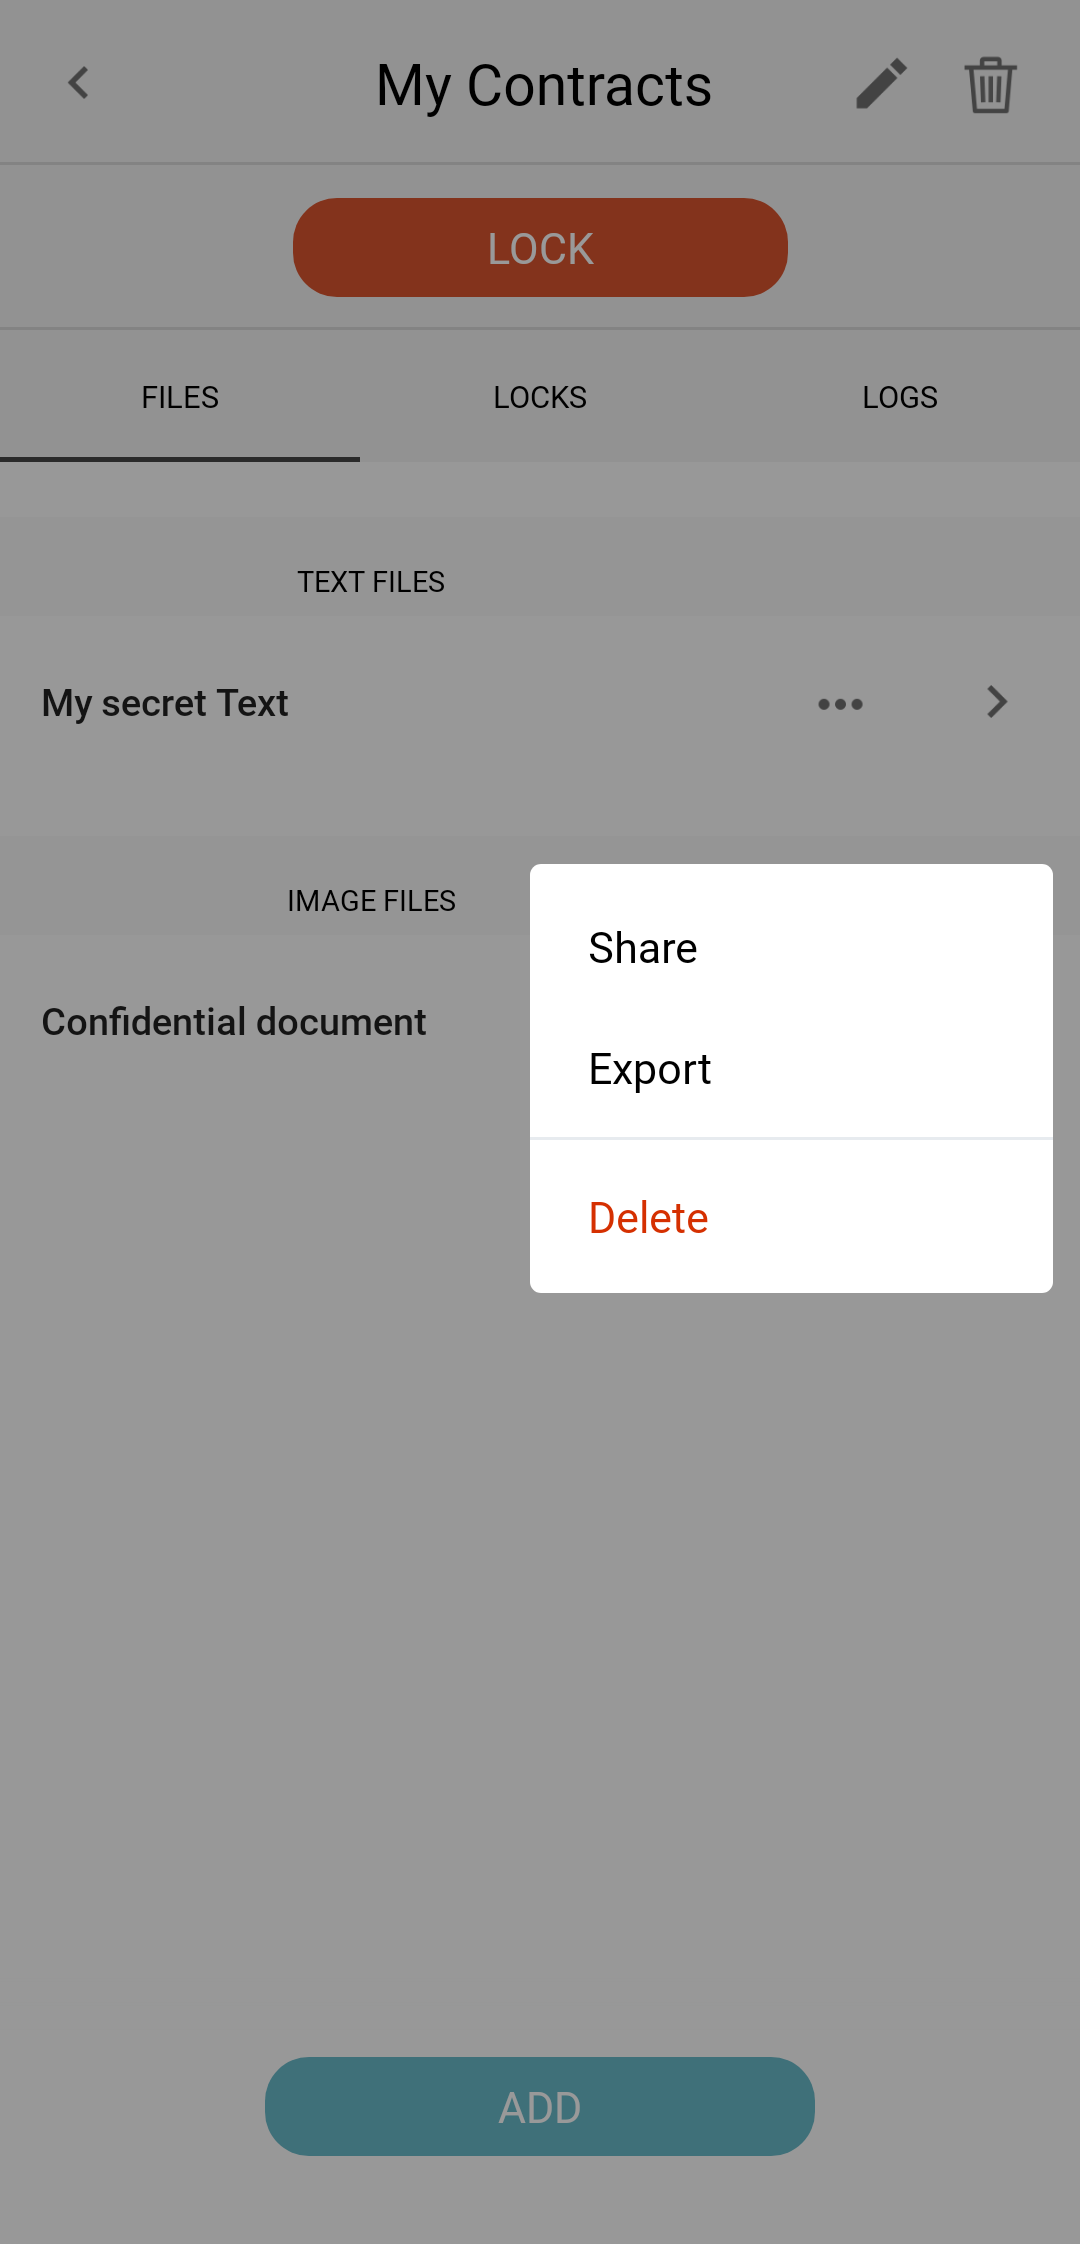 My Contracts
LOCK
FILES
LOCKS
LOGS
TEXT FILES
My secret Text
IMAGE FILES
Confidential document
Share
Export
Delete
ADD